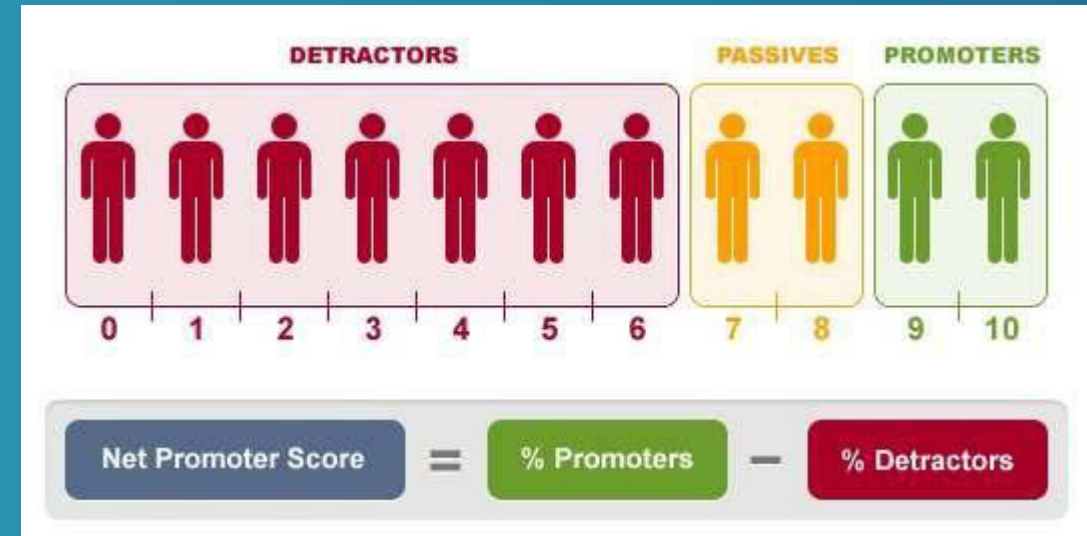 DETRACTORS PASSIVES PROMOTERS
0 1 2 3 4 5 6 7 8 9 10
Net Promoter Score = % Promoters − % Detractors